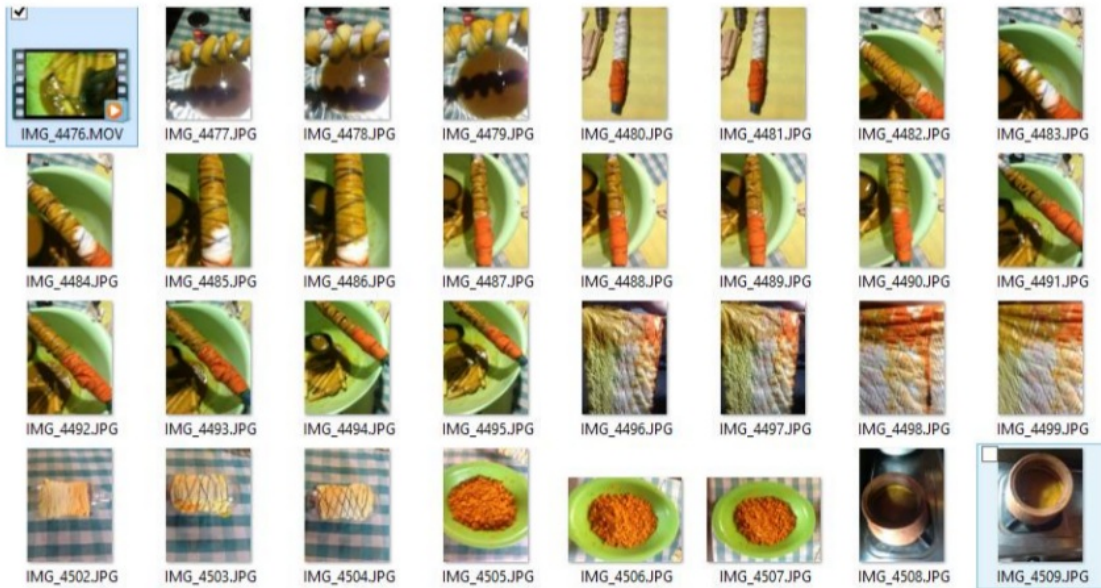 IMG_4476.MOV IMG_4477.JPG IMG_4478.JPG IMG_4479.JPG IMG_4480.JPG IMG_4481.JPG IMG_4482.JPG IMG_4483.JPG
IMG_4484.JPG IMG_4485.JPG IMG_4486.JPG IMG_4487.JPG IMG_4488.JPG IMG_4489.JPG IMG_4490.JPG IMG_4491.JPG
IMG_4492.JPG IMG_4493.JPG IMG_4494.JPG IMG_4495.JPG IMG_4496.JPG IMG_4497.JPG IMG_4498.JPG IMG_4499.JPG
IMG_4502.JPG IMG_4503.JPG IMG_4504.JPG IMG_4505.JPG IMG_4506.JPG IMG_4507.JPG IMG_4508.JPG IMG_4509.JPG